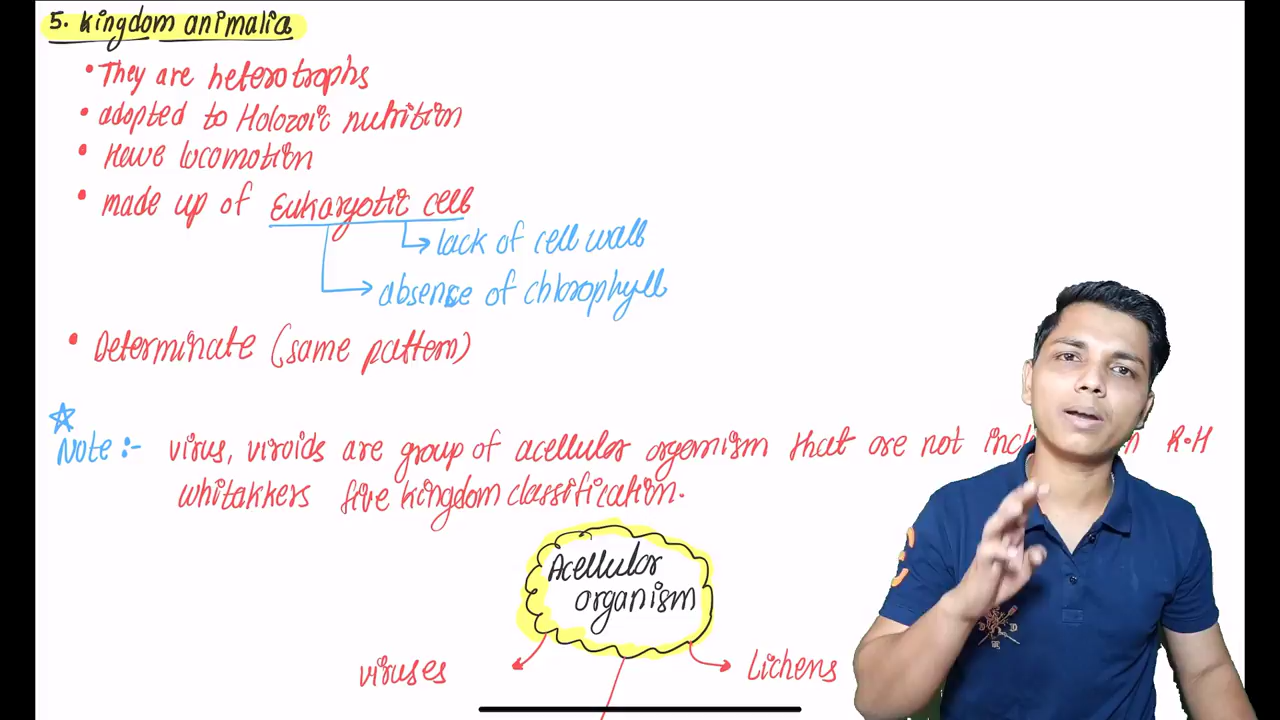 5. Kingdom animalia
• They are heterotrophs
• adopted to Holozoic nutrition
• Have locomotion
• made up of Eukaryotic cell
lack of cell wall
absense of chlorophyll
• Determinate (same pattern)
Note :- virus, viroids are group of acellular organism that are not R.H
whitakkers five kingdom classification.
Acellular
organism
viruses
Lichens